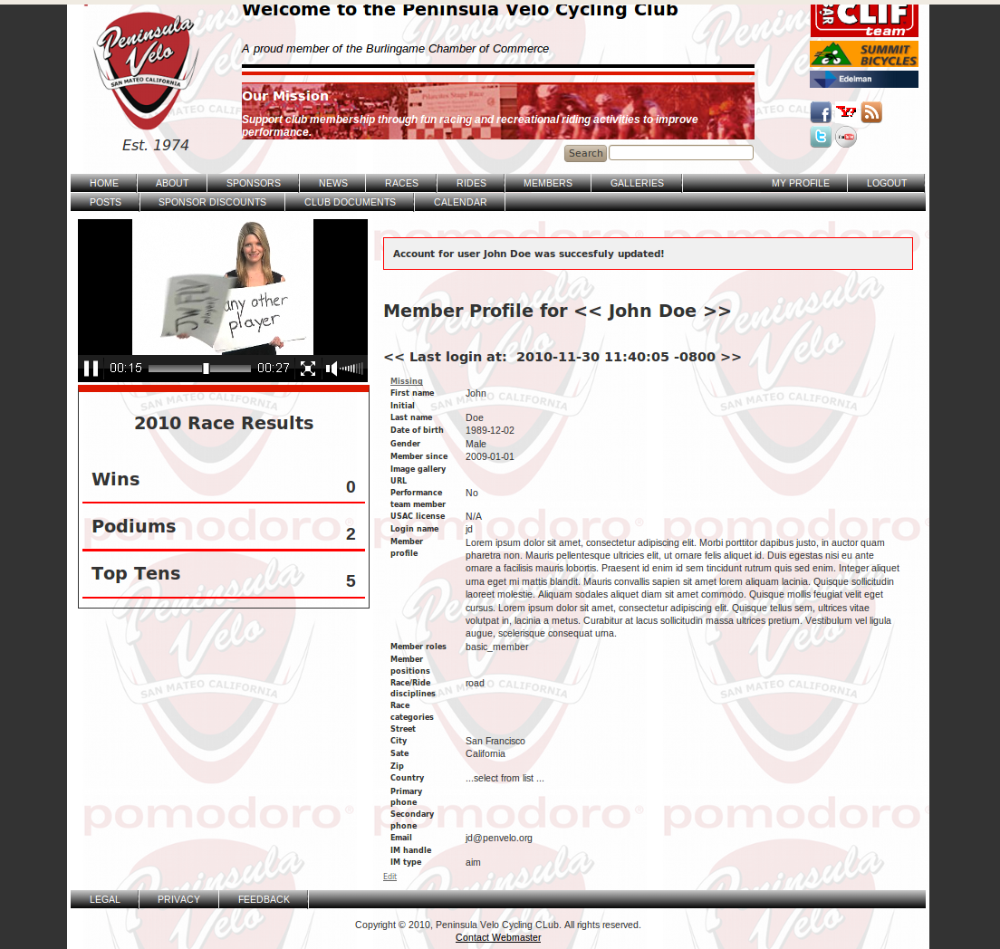 Welcome to the Peninsula Velo Cycling Club
A proud member of the Burlingame Chamber of Commerce
Peninsula
Velo
SAN MATEO CALIFORNIA
Est. 1974
Our Mission
Support club membership through fun racing and recreational riding activities to improve
performance.
CLIF
BAR
team
SUMMIT
BICYCLES
Edelman
Search
HOME ABOUT SPONSORS NEWS RACES RIDES MEMBERS GALLERIES MY PROFILE LOGOUT
POSTS SPONSOR DISCOUNTS CLUB DOCUMENTS CALENDAR
any other
player
00:15 00:27
2010 Race Results
Wins 0
Podiums 2
Top Tens 5
Account for user John Doe was succesfuly updated!
Member Profile for << John Doe >>
<< Last login at: 2010-11-30 11:40:05 -0800 >>
Missing
First name John
Initial
Last name Doe
Date of birth 1989-12-02
Gender Male
Member since 2009-01-01
Image gallery
URL
Performance No
team member
USAC license N/A
Login name jd
Member
profile
Lorem ipsum dolor sit amet, consectetur adipiscing elit. Morbi porttitor dapibus justo, in auctor quam
pharetra non. Mauris pellentesque ultricies elit, ut ornare felis aliquet id. Duis egestas nisi eu ante
ornare a facilisis mauris lobortis. Praesent id enim id sem tincidunt rutrum quis sed enim. Integer aliquet
urna eget mi mattis blandit. Mauris convallis sapien sit amet lorem aliquam lacinia. Quisque sollicitudin
laoreet molestie. Aliquam sodales aliquet diam sit amet commodo. Quisque mollis feugiat velit eget
cursus. Lorem ipsum dolor sit amet, consectetur adipiscing elit. Quisque tellus sem, ultrices vitae
volutpat in, lacinia a metus. Curabitur at lacus sollicitudin massa ultrices pretium. Vestibulum vel ligula
augue, scelerisque consequat urna.
Member roles basic_member
Member
positions
Race/Ride road
disciplines
Race
categories
Street
City San Francisco
Sate California
Zip
Country ...select from list ...
Primary
phone
Secondary
phone
Email jd@penvelo.org
IM handle
IM type aim
Edit
pomodoro®
LEGAL PRIVACY FEEDBACK
Copyright © 2010, Peninsula Velo Cycling CLub. All rights reserved.
Contact Webmaster